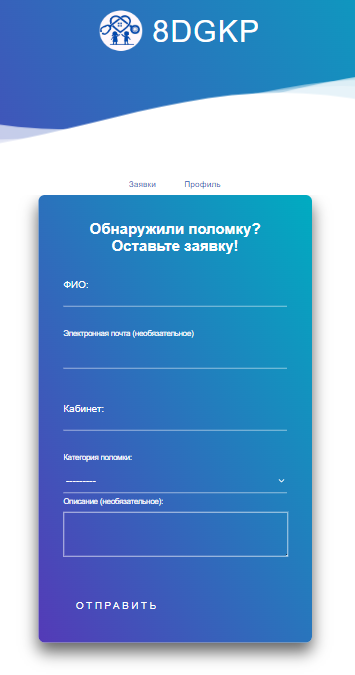 8DGKP
Заявки Профиль
Обнаружили поломку?
Оставьте заявку!
ФИО:
Электронная почта (необязательное)
Кабинет:
Категория поломки:
----------
Описание (необязательное):
ОТПРАВИТЬ